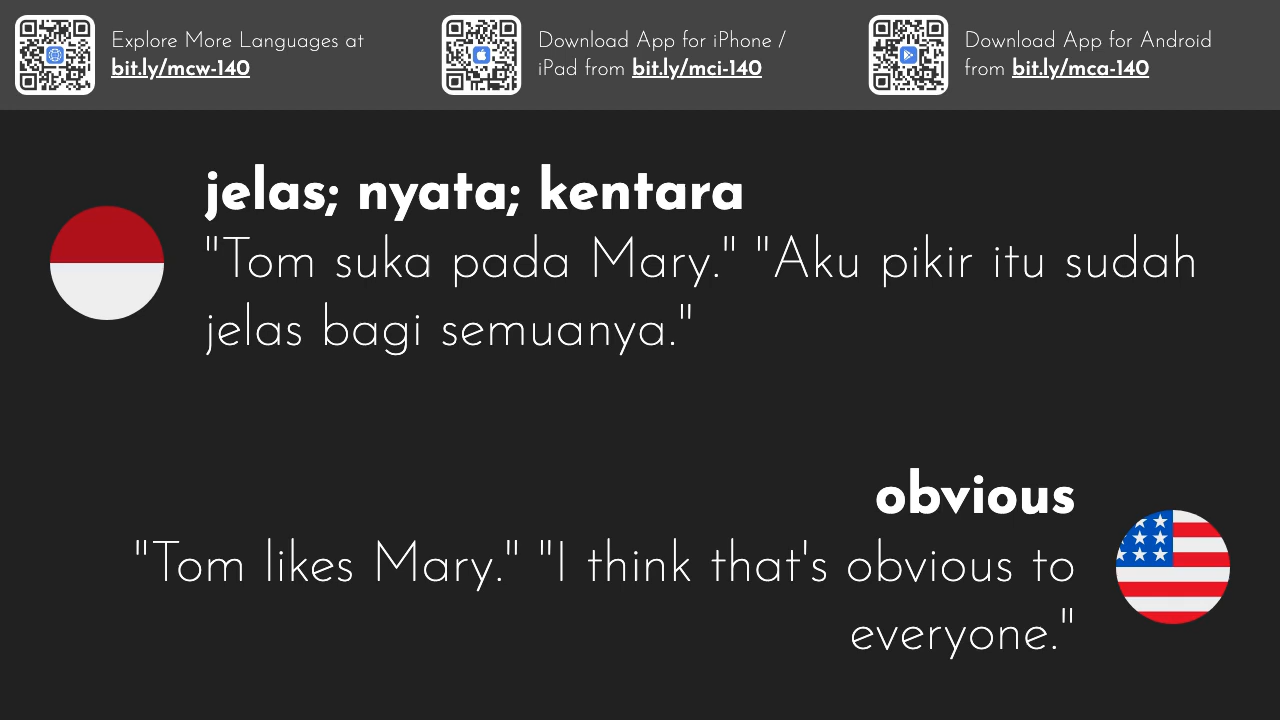 Explore More Languages at
bit.ly/mcw-140
Download App for iPhone /
iPad from bit.ly/mci-140
Download App for Android
from bit.ly/mca-140
jelas; nyata; kentara
"Tom suka pada Mary." "Aku pikir itu sudah
jelas bagi semuanya."
obvious
"Tom likes Mary." "I think that's obvious to
everyone."